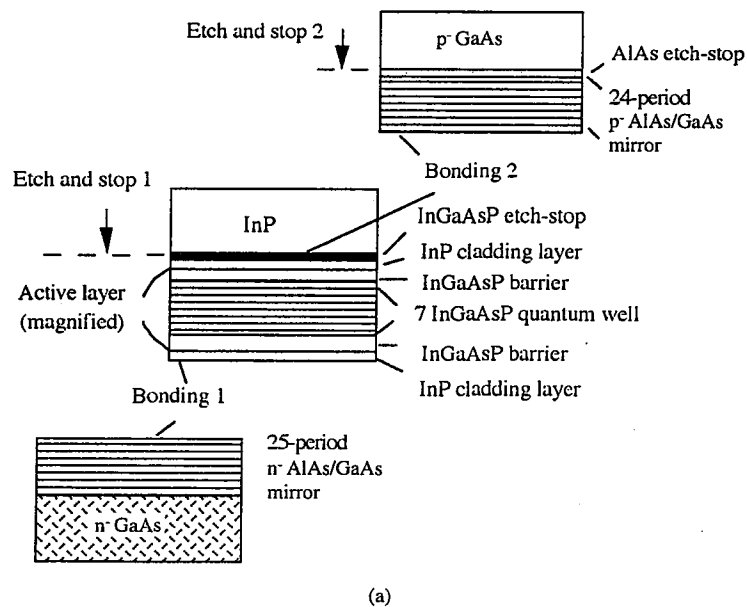 Etch and stop 2
p- GaAs
AlAs etch-stop
24-period
p- AlAs/GaAs
mirror
Bonding 2
Etch and stop 1
InP
InGaAsP etch-stop
InP cladding layer
InGaAsP barrier
Active layer
(magnified)
7 InGaAsP quantum well
InGaAsP barrier
InP cladding layer
Bonding 1
25-period
n- AlAs/GaAs
mirror
n- GaAs
(a)